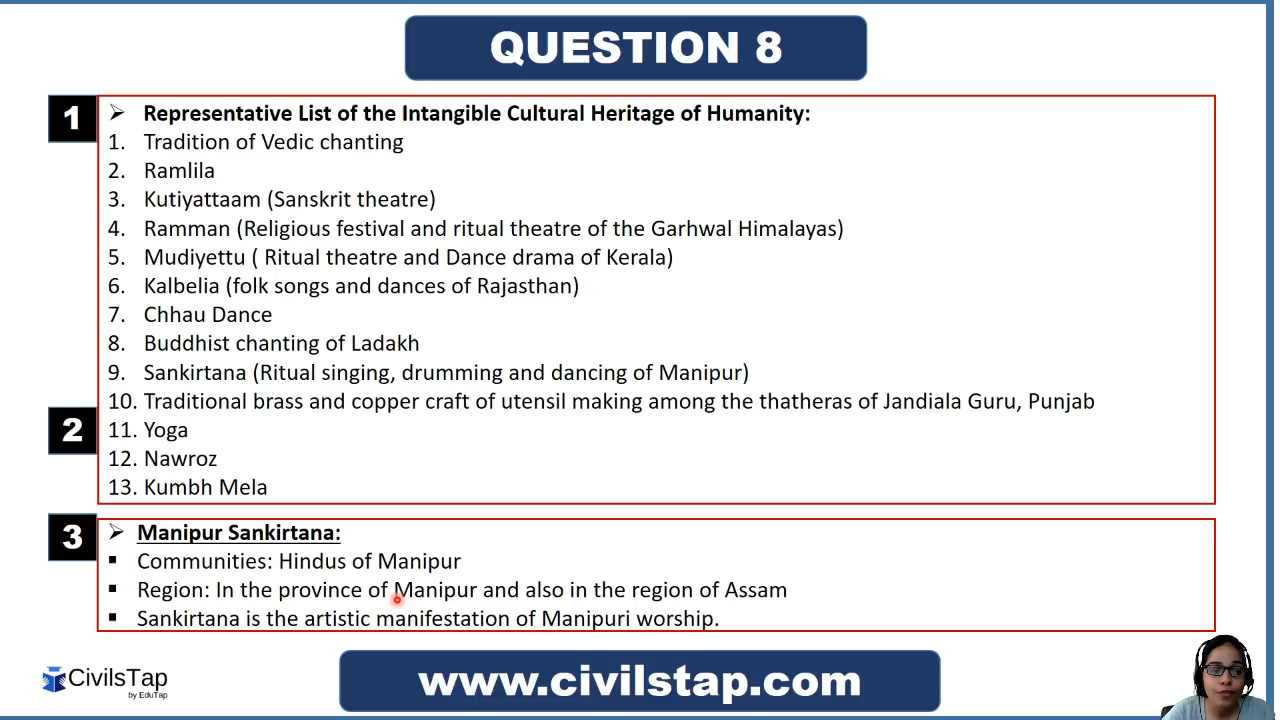 QUESTION 8
1
➢ Representative List of the Intangible Cultural Heritage of Humanity:
1. Tradition of Vedic chanting
2. Ramlila
3. Kutiyattaam (Sanskrit theatre)
4. Ramman (Religious festival and ritual theatre of the Garhwal Himalayas)
5. Mudiyettu ( Ritual theatre and Dance drama of Kerala)
6. Kalbelia (folk songs and dances of Rajasthan)
7. Chhau Dance
8. Buddhist chanting of Ladakh
9. Sankirtana (Ritual singing, drumming and dancing of Manipur)
10. Traditional brass and copper craft of utensil making among the thatheras of Jandiala Guru, Punjab
2
11. Yoga
12. Nawroz
13. Kumbh Mela
3
➢ Manipur Sankirtana:
▪ Communities: Hindus of Manipur
▪ Region: In the province of Manipur and also in the region of Assam
▪ Sankirtana is the artistic manifestation of Manipuri worship.
CivilsTap
by EduTap
www.civilstap.com